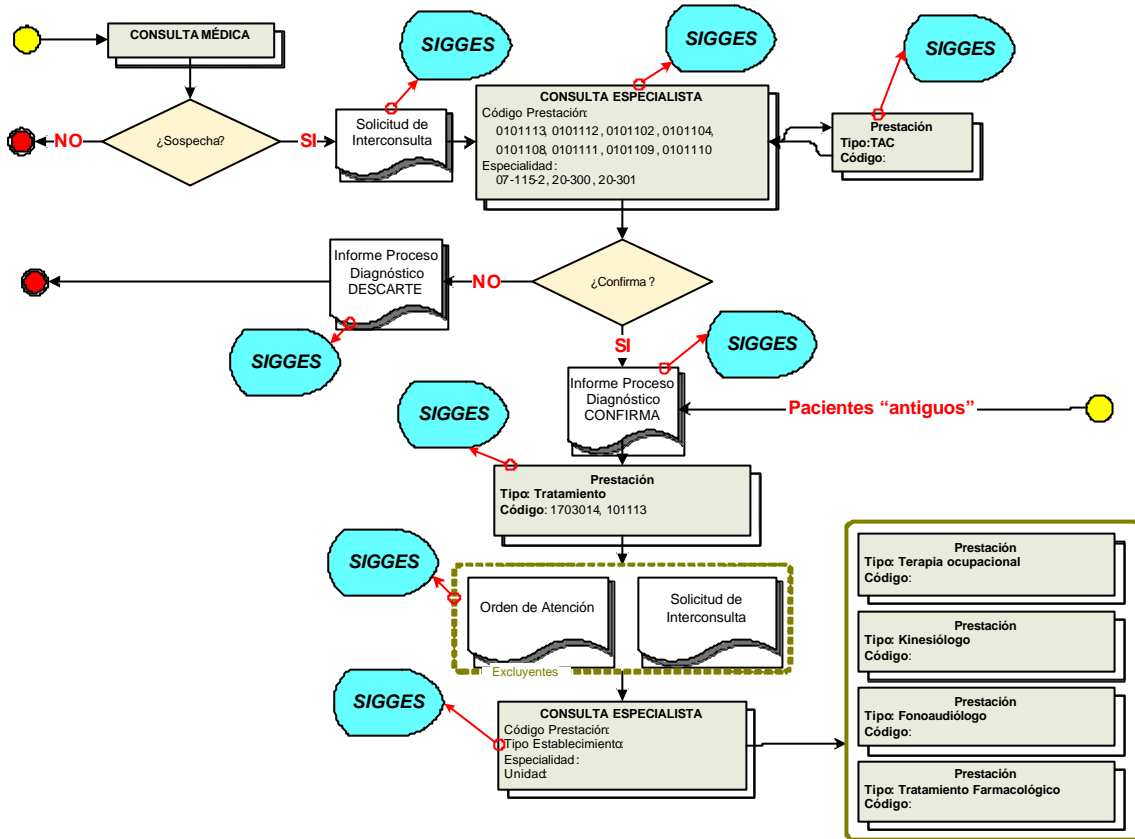 CONSULTA MÉDICA
SIGGES
SIGGES
SIGGES
¿Sospecha?
NO
SI
Solicitud de
Interconsulta
CONSULTA ESPECIALISTA
Código Prestación:
0101113, 0101112, 0101102, 0101104,
0101108, 0101111, 0101109, 0101110
Especialidad:
07-115-2, 20-300, 20-301
Prestación
Tipo:TAC
Código:
Informe Proceso
Diagnóstico
DESCARTE
NO
¿Confirma ?
SIGGES
SI
SIGGES
Informe Proceso
Diagnóstico
CONFIRMA
Pacientes “antiguos”
SIGGES
Prestación
Tipo: Tratamiento
Código: 1703014, 101113
SIGGES
Orden de Atención
Solicitud de
Interconsulta
Excluyentes
SIGGES
CONSULTA ESPECIALISTA
Código Prestación:
Tipo Establecimiento:
Especialidad:
Unidad:
Prestación
Tipo: Terapia ocupacional
Código:
Prestación
Tipo: Kinesiólogo
Código:
Prestación
Tipo: Fonoaudiólogo
Código:
Prestación
Tipo: Tratamiento Farmacológico
Código: